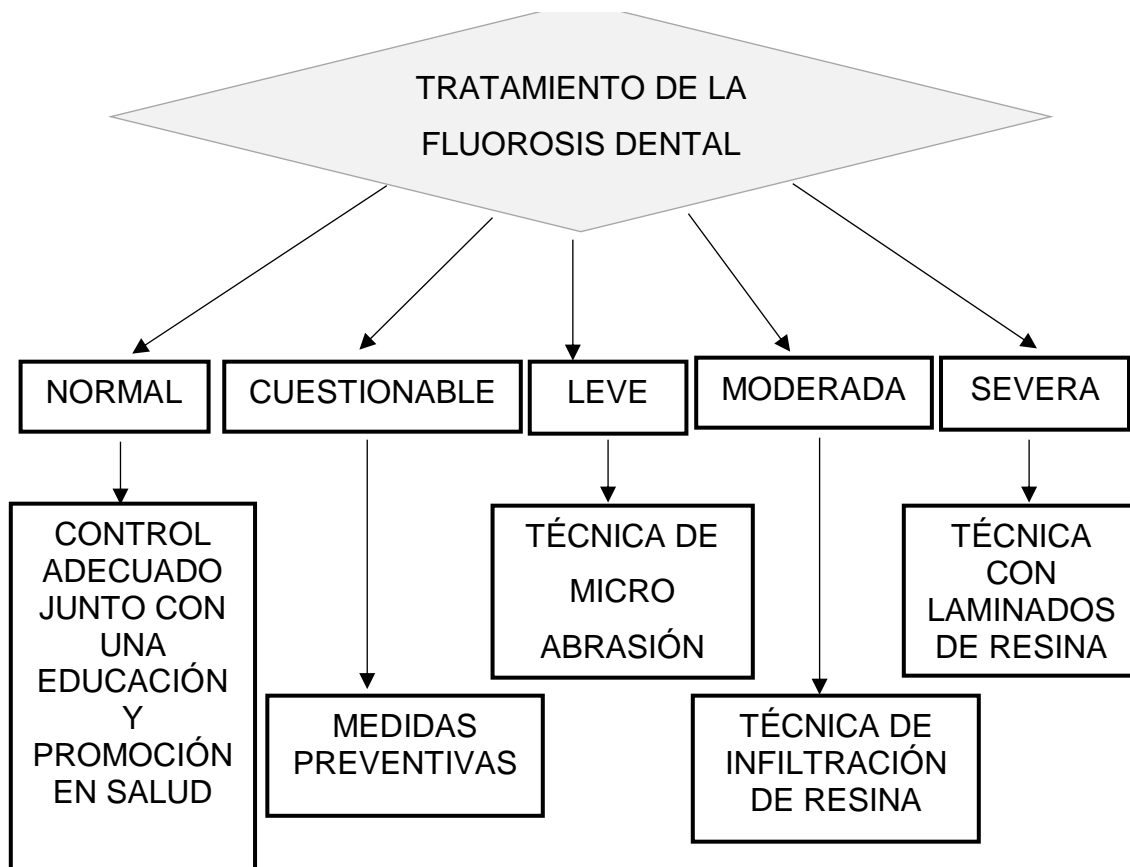 TRATAMIENTO DE LA
FLUOROSIS DENTAL
NORMAL
CUESTIONABLE
LEVE
MODERADA
SEVERA
CONTROL
ADECUADO
JUNTO CON
UNA
EDUCACIÓN
Y
PROMOCIÓN
EN SALUD
MEDIDAS
PREVENTIVAS
TÉCNICA DE
MICRO
ABRASIÓN
TÉCNICA DE
INFILTRACIÓN
DE RESINA
TÉCNICA
CON
LAMINADOS
DE RESINA